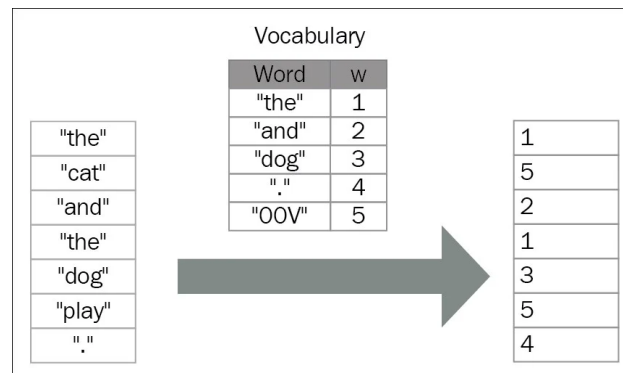 Vocabulary
Word w
"the" 1
"and" 2
"dog" 3
"." 4
"OOV" 5
"the"
"cat"
"and"
"the"
"dog"
"play"
"."
1
5
2
1
3
5
4